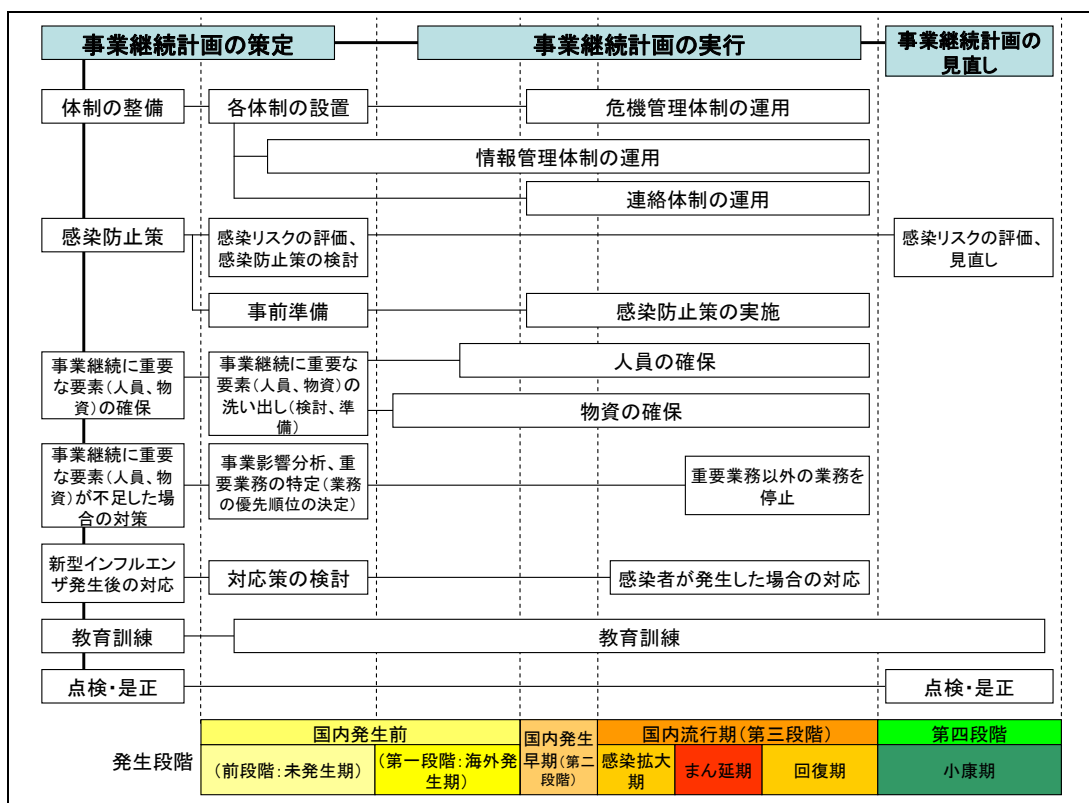 事業継続計画の策定
事業継続計画の実行
事業継続計画の
見直し
体制の整備
各体制の設置
危機管理体制の運用
情報管理体制の運用
連絡体制の運用
感染防止策
感染リスクの評価、
感染防止策の検討
感染リスクの評価、
見直し
事前準備
感染防止策の実施
事業継続に重要
な要素(人員、物
資)の確保
事業継続に重要な
要素(人員、物資)の
洗い出し(検討、準
備)
人員の確保
物資の確保
事業継続に重要
な要素(人員、物
資)が不足した場
合の対策
事業影響分析、重
要業務の特定(業務
の優先順位の決定)
重要業務以外の業務を
停止
新型インフルエン
ザ発生後の対応
対応策の検討
感染者が発生した場合の対応
教育訓練
教育訓練
点検・是正
点検・是正
発生段階
国内発生前
(前段階:未発生期)
(第一段階:海外発
生期)
国内発生
早期(第二
段階)
国内流行期(第三段階)
感染拡大
期
まん延期
回復期
第四段階
小康期